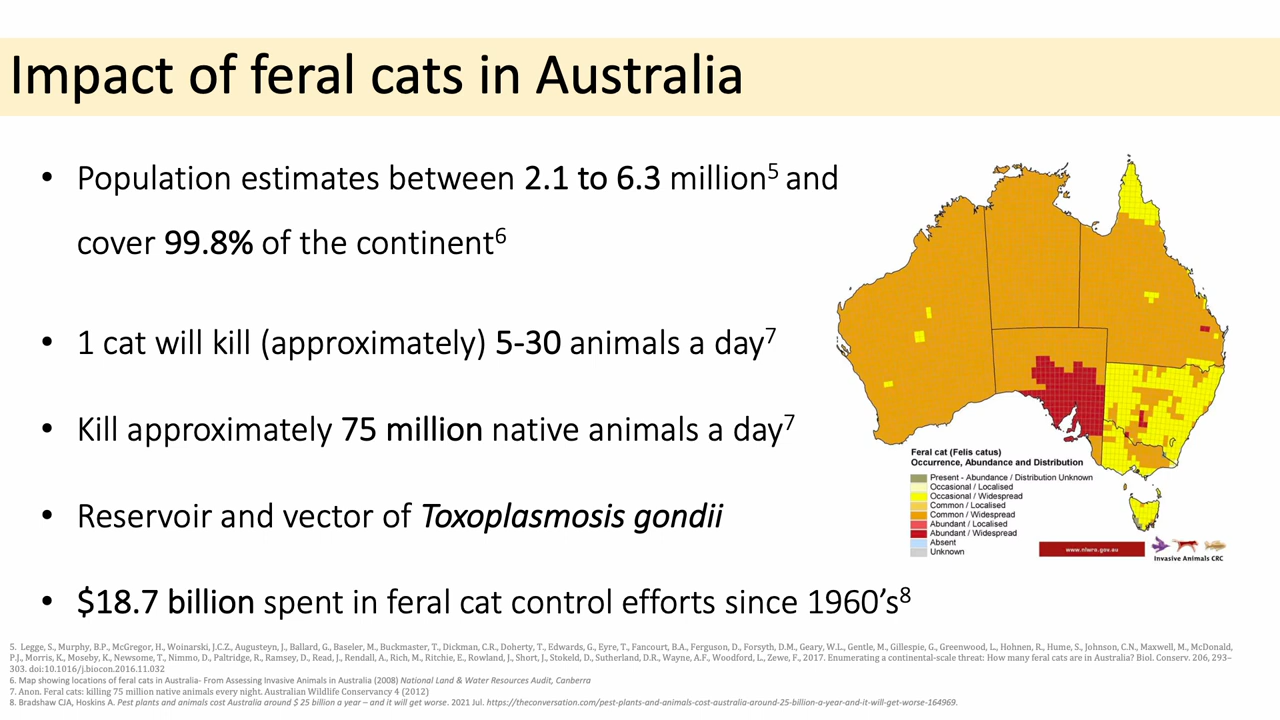 Impact of feral cats in Australia
• Population estimates between 2.1 to 6.3 million5 and
cover 99.8% of the continent6
• 1 cat will kill (approximately) 5-30 animals a day7
• Kill approximately 75 million native animals a day7
• Reservoir and vector of Toxoplasmosis gondii
• $18.7 billion spent in feral cat control efforts since 1960’s8
Feral cat (Felis catus)
Occurrence, Abundance and Distribution
Present - Abundance / Distribution Unknown
Occasional / Localised
Occasional / Widespread
Common / Localised
Common / Widespread
Abundant / Localised
Abundant / Widespread
Absent
Unknown
www.nlwra.gov.au
Invasive Animals CRC
5. Legge, S., Murphy, B.P., McGregor, H., Woinarski, J.C.Z., Augusteyn, J., Ballard, G., Baseler, M., Buckmaster, T., Dickman, C.R., Doherty, T., Edwards, G., Eyre, T., Fancourt, B.A., Ferguson, D., Forsyth, D.M., Geary, W.L., Gentle, M., Gillespie, G., Greenwood, L., Hohnen, R., Hume, S., Johnson, C.N., Maxwell, M., McDonald,
P.J., Morris, K., Moseby, K., Newsome, T., Nimmo, D., Paltridge, R., Ramsey, D., Read, J., Rendall, A., Rich, M., Ritchie, E., Rowland, J., Short, J., Stokeld, D., Sutherland, D.R., Wayne, A.F., Woodford, L., Zewe, F., 2017. Enumerating a continental-scale threat: How many feral cats are in Australia? Biol. Conserv. 206, 293–
303. doi:10.1016/j.biocon.2016.11.032
6. Map showing locations of feral cats in Australia- From Assessing Invasive Animals in Australia (2008) National Land & Water Resources Audit, Canberra
7. Anon. Feral cats: killing 75 million native animals every night. Australian Wildlife Conservancy 4 (2012)
8. Bradshaw CJA, Hoskins A. Pest plants and animals cost Australia around $ 25 billion a year – and it will get worse. 2021 Jul. https://theconversation.com/pest-plants-and-animals-cost-australia-around-25-billion-a-year-and-it-will-get-worse-164969.